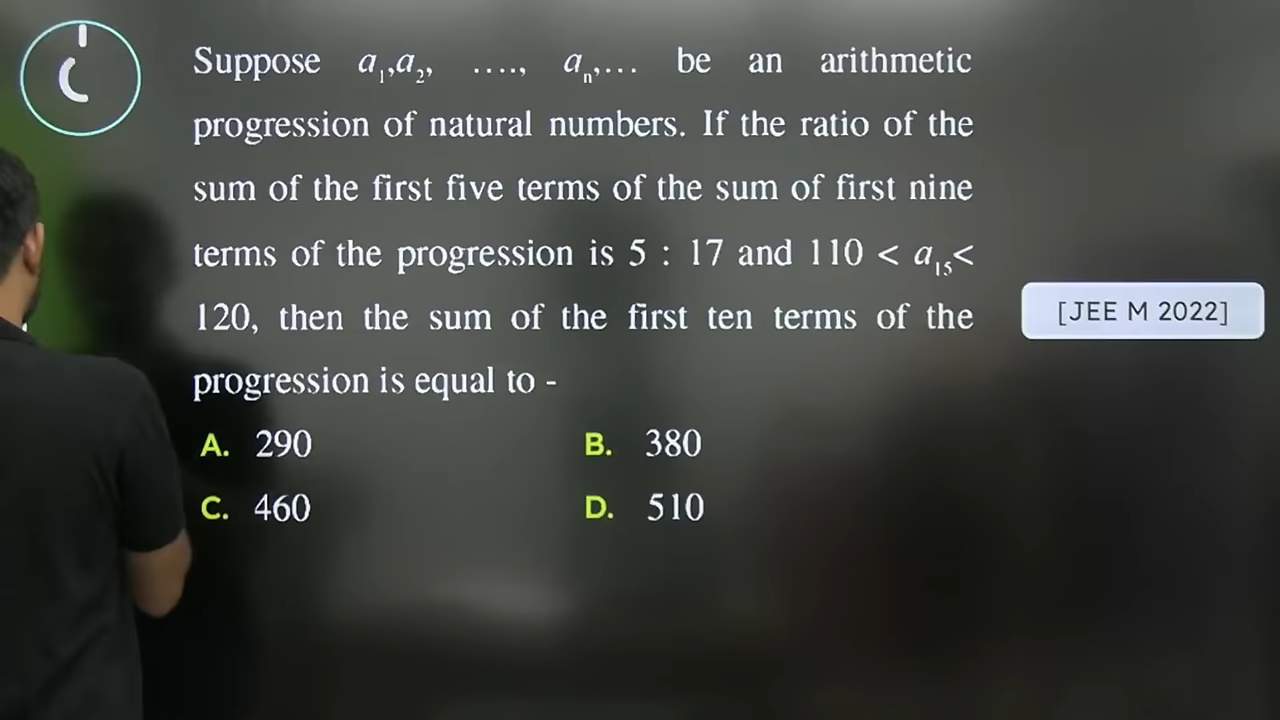 Suppose a₁,a₂, ...., aₙ,... be an arithmetic
progression of natural numbers. If the ratio of the
sum of the first five terms of the sum of first nine
terms of the progression is 5 : 17 and 110 < a₁₅<
120, then the sum of the first ten terms of the
progression is equal to -
A. 290
B. 380
C. 460
D. 510
[JEE M 2022]